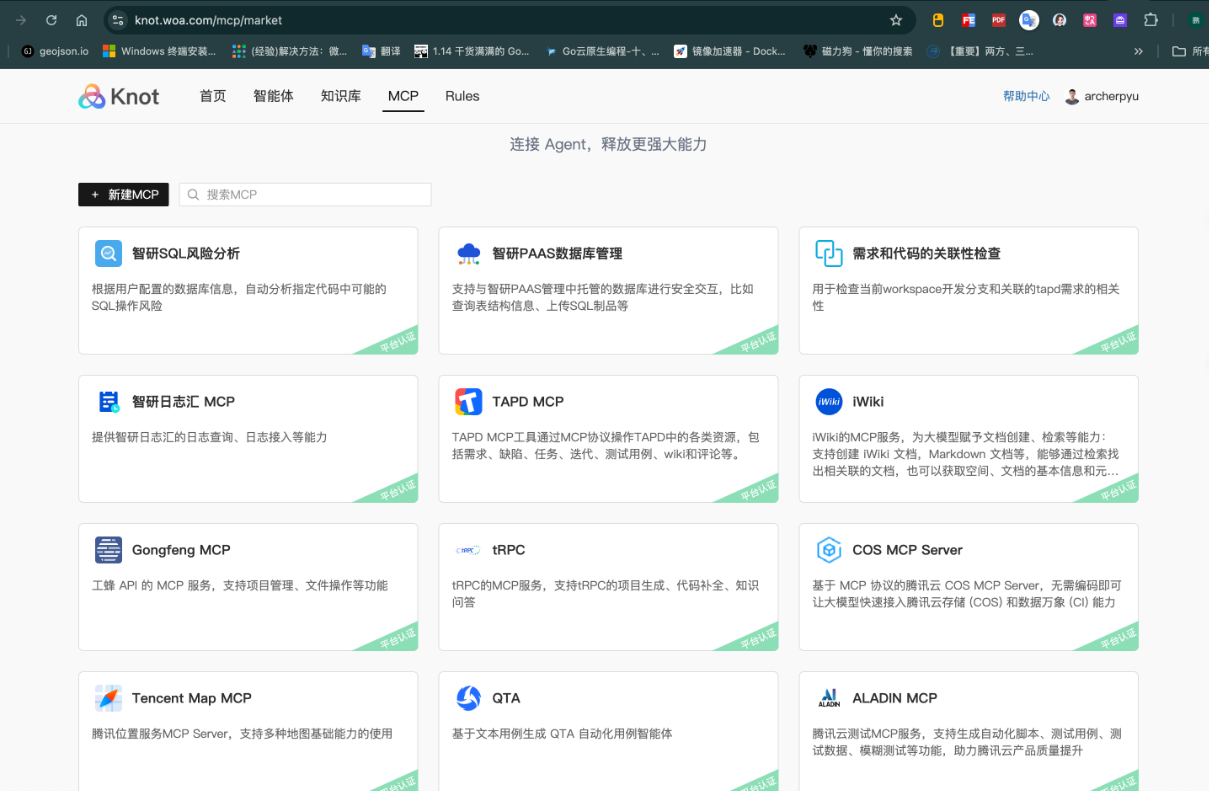 knot.woa.com/mcp/market
geojson.io
Windows 终端安装...
(经验)解决方法：微...
翻译
1.14 干货满满的 Go...
Go云原生编程-十、...
镜像加速器 - Dock...
磁力狗 - 懂你的搜索
【重要】两方、三...
»
所有
Knot
首页
智能体
知识库
MCP
Rules
帮助中心
archerpyu
连接 Agent，释放更强大能力
+ 新建MCP
搜索MCP
智研SQL风险分析
根据用户配置的数据库信息，自动分析指定代码中可能的
SQL操作风险
平台认证
智研PAAS数据库管理
支持与智研PAAS管理中托管的数据库进行安全交互，比如
查询表结构信息、上传SQL制品等
平台认证
需求和代码的关联性检查
用于检查当前workspace开发分支和关联的tapd需求的相关
性
平台认证
智研日志汇 MCP
提供智研日志汇的日志查询、日志接入等能力
平台认证
TAPD MCP
TAPD MCP工具通过MCP协议操作TAPD中的各类资源，包
括需求、缺陷、任务、迭代、测试用例、wiki和评论等。
平台认证
iWiki
iWiki
iWiki的MCP服务，为大模型赋予文档创建、检索等能力：
支持创建 iWiki 文档，Markdown 文档等，能够通过检索找
出相关联的文档，也可以获取空间、文档的基本信息和元...
平台认证
Gongfeng MCP
工蜂 API 的 MCP 服务，支持项目管理、文件操作等功能
平台认证
tRPC
tRPC
tRPC的MCP服务，支持tRPC的项目生成、代码补全、知识
问答
平台认证
COS MCP Server
基于 MCP 协议的腾讯云 COS MCP Server，无需编码即可
让大模型快速接入腾讯云存储 (COS) 和数据万象 (CI) 能力
平台认证
Tencent Map MCP
腾讯位置服务MCP Server，支持多种地图基础能力的使用
平台认证
QTA
基于文本用例生成 QTA 自动化用例智能体
平台认证
AI
ALADIN
ALADIN MCP
腾讯云测试MCP服务，支持生成自动化脚本、测试用例、测
试数据、模糊测试等功能，助力腾讯云产品质量提升
平台认证